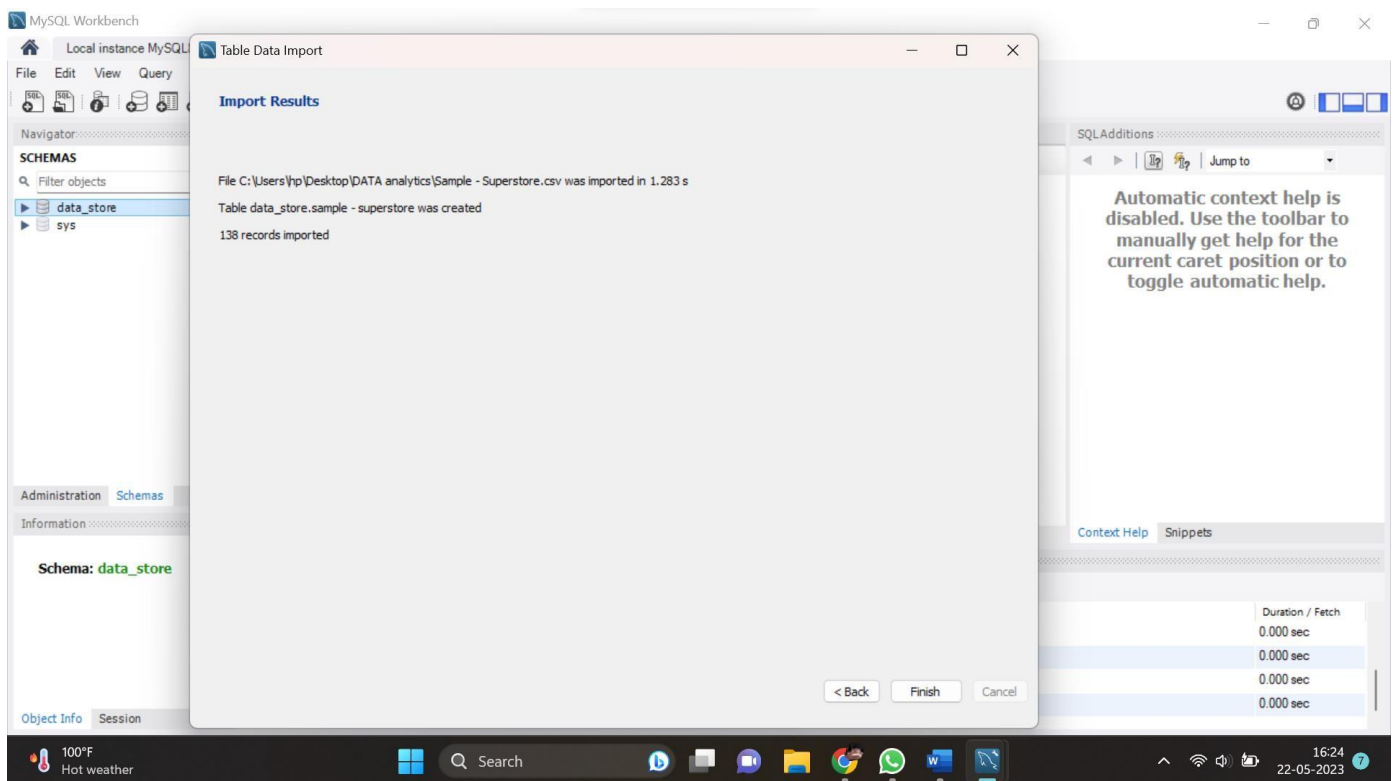 MySQL Workbench
Local instance MySQL
File Edit View Query
Navigator
SCHEMAS
Filter objects
data_store
sys
Administration Schemas
Information
Schema: data_store
Object Info Session
Table Data Import
Import Results
File C:\Users\hp\Desktop\DATA analytics\Sample - Superstore.csv was imported in 1.283 s
Table data_store.sample - superstore was created
138 records imported
< Back Finish Cancel
SQLAdditions
Jump to
Automatic context help is
disabled. Use the toolbar to
manually get help for the
current caret position or to
toggle automatic help.
Context Help Snippets
Duration / Fetch
0.000 sec
0.000 sec
0.000 sec
0.000 sec
100°F
Hot weather
Search
16:24
22-05-2023
7